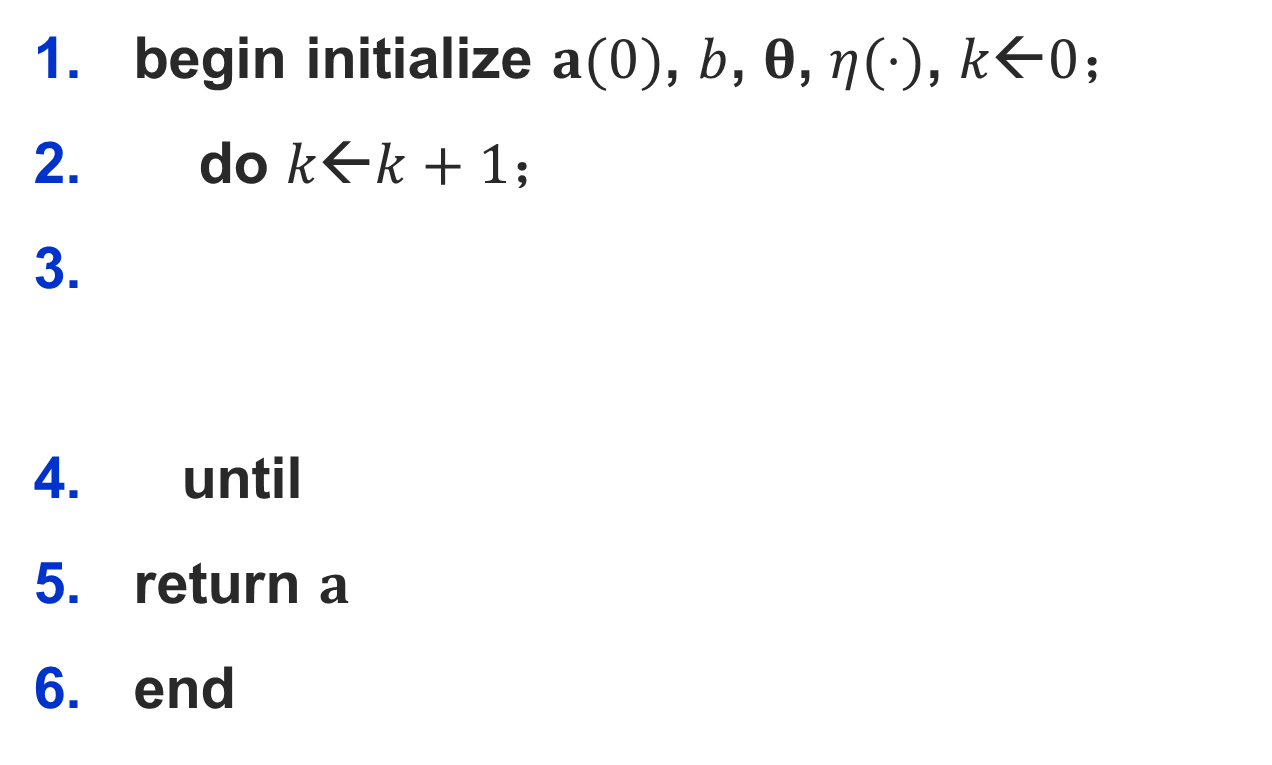 1. begin initialize a(0), b, θ, η(·), k←0;
2. do k←k + 1;
3.
4. until
5. return a
6. end